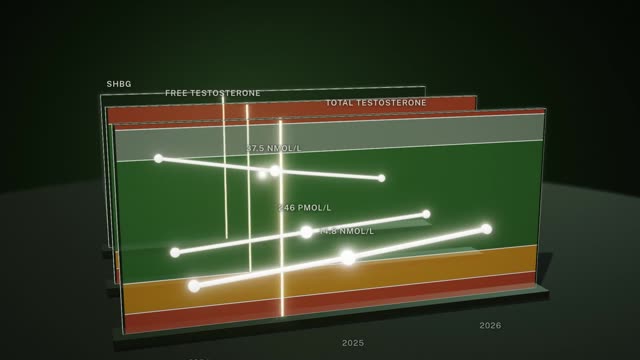 SHBG
FREE TESTOSTERONE
TOTAL TESTOSTERONE
37.5 NMOL/L
246 PMOL/L
14.8 NMOL/L
2026
2025